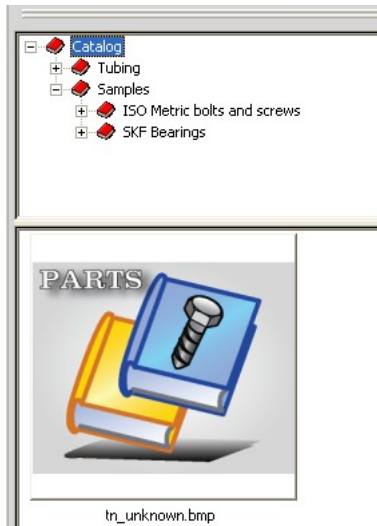 Catalog
Tubing
Samples
ISO Metric bolts and screws
SKF Bearings
PARTS
tn_unknown.bmp